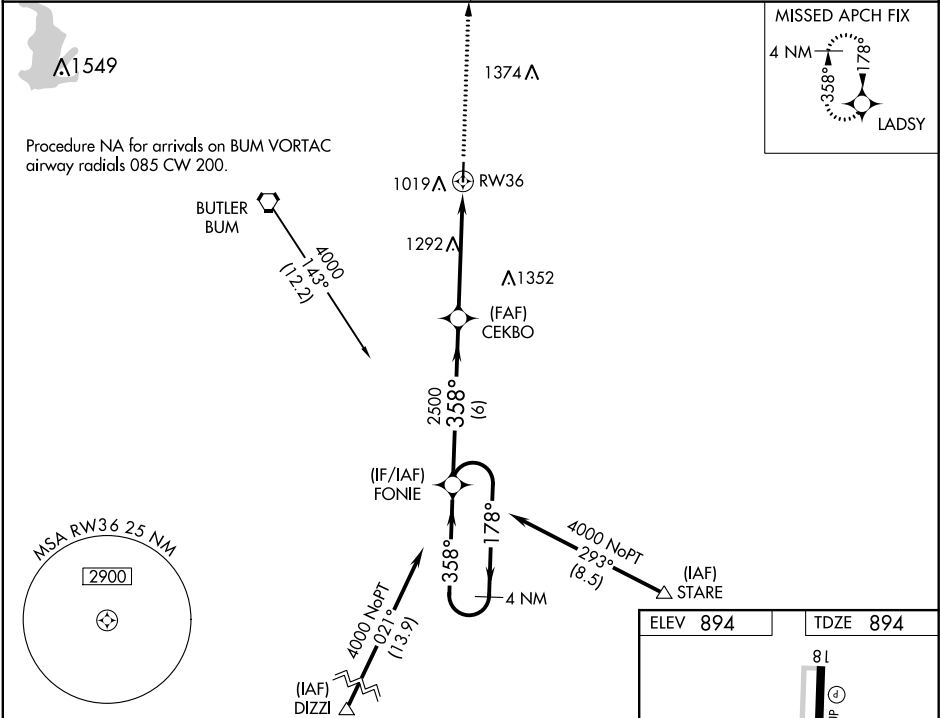 MISSED APCH FIX
4 NM
358°
178°
LADSY
1549
1374
Procedure NA for arrivals on BUM VORTAC
airway radials 085 CW 200.
1019
RW36
BUTLER
BUM
4000
143°
(12.2)
1292
1352
(FAF)
CEKBO
2500
358°
(6)
(IF/IAF)
FONIE
358°
178°
4 NM
4000 NoPT
293°
(8.5)
(IAF)
STARE
MSA RW36 25 NM
2900
4000 NoPT
021°
(13.9)
(IAF)
DIZZI
ELEV 894
TDZE 894
18
P